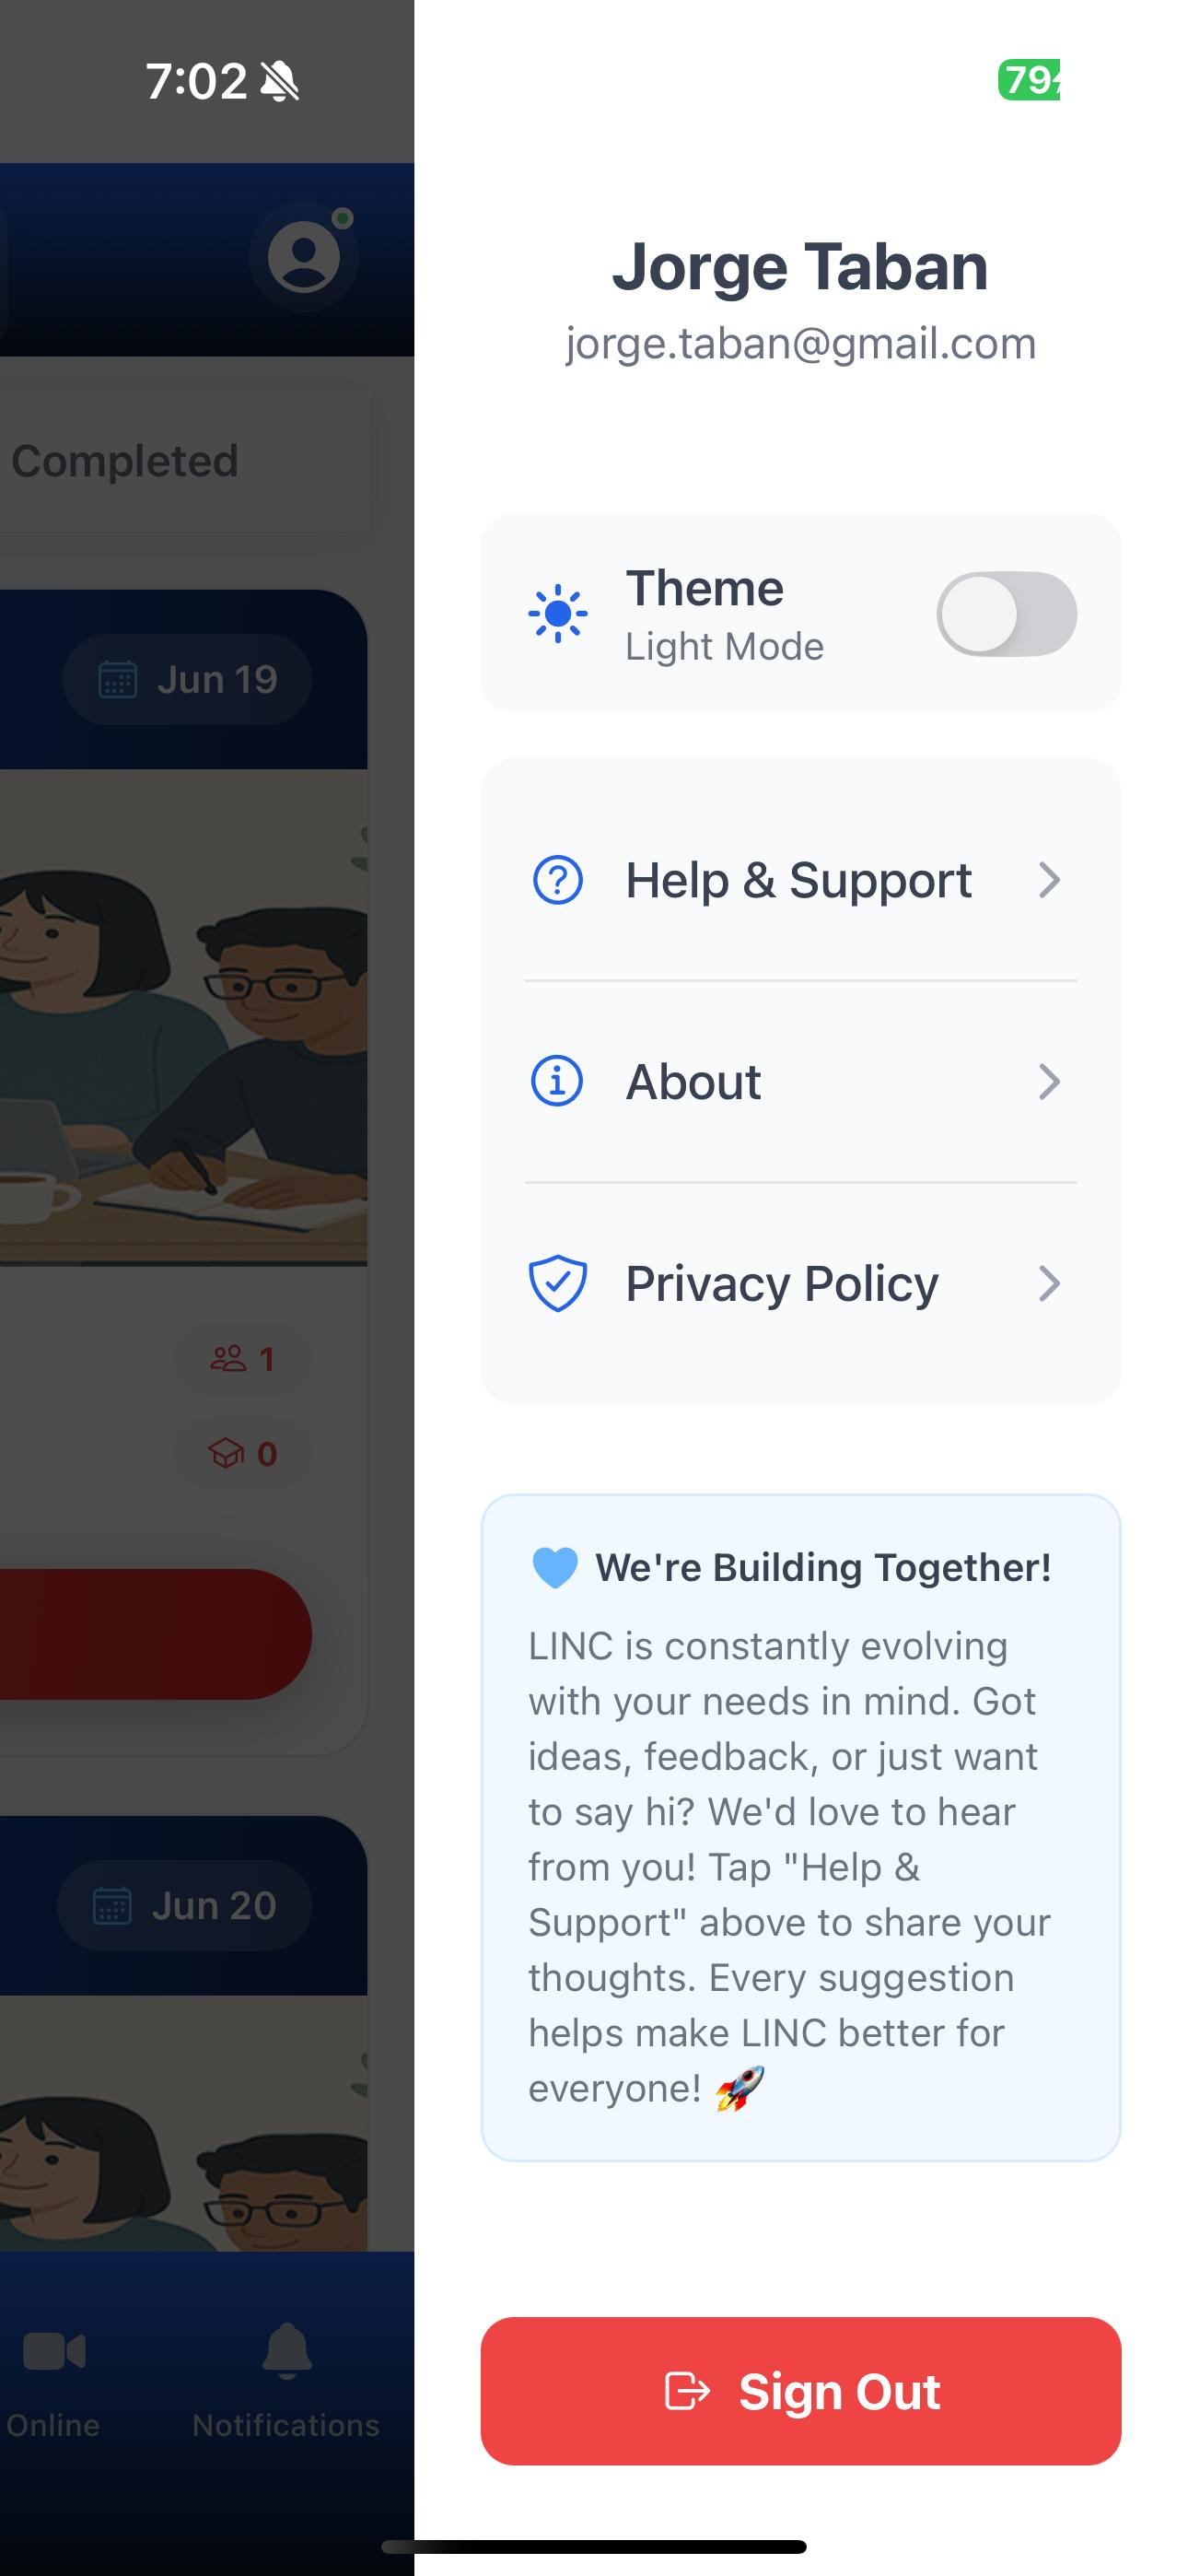 7:02
79
Jorge Taban
jorge.taban@gmail.com
Completed
Theme
Light Mode
Jun 19
Help & Support
About
Privacy Policy
1
0
We're Building Together!
LINC is constantly evolving
with your needs in mind. Got
ideas, feedback, or just want
to say hi? We'd love to hear
from you! Tap "Help &
Support" above to share your
thoughts. Every suggestion
helps make LINC better for
everyone! 🚀
Jun 20
Sign Out
Online
Notifications